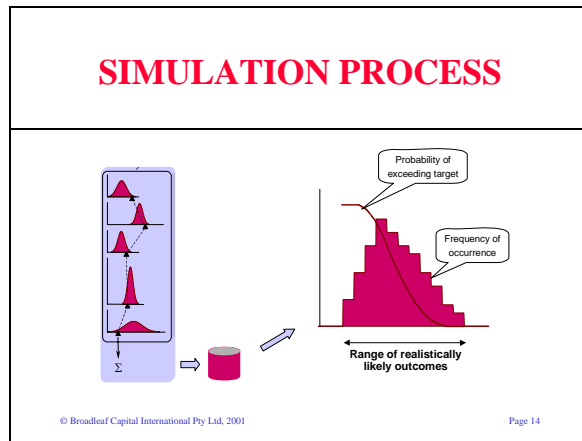 SIMULATION PROCESS
Probability of
exceeding target
Frequency of
occurrence
Σ
Range of realistically
likely outcomes
© Broadleaf Capital International Pty Ltd, 2001
Page 14